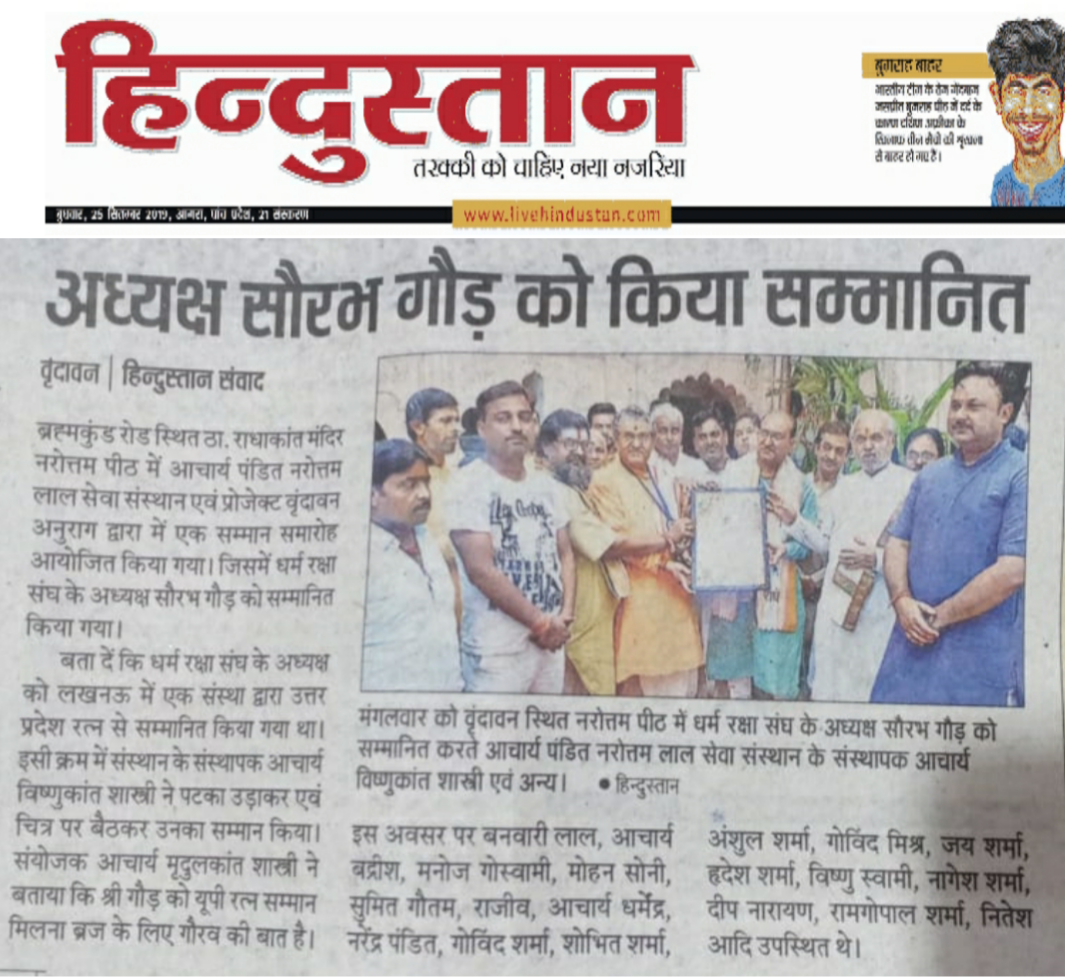 हिन्दुस्तान
तरक्की को चाहिए नया नजरिया
बुमराह बाहर
भारतीय टीम के तेज गेंदबाज
जसप्रीत बुमराह पीठ में दर्द के
कारण दक्षिण अफ्रीका के
खिलाफ तीन मैचों की श्रृंखला
से बाहर हो गए हैं।
बुधवार, 25 सितम्बर 2019, आगरा, पांच प्रदेश, 21 संस्करण
www.livehindustan.com
अध्यक्ष सौरभ गौड़ को किया सम्मानित
वृंदावन | हिन्दुस्तान संवाद
ब्रह्मकुंड रोड स्थित ठा. राधाकांत मंदिर
नरोत्तम पीठ में आचार्य पंडित नरोत्तम
लाल सेवा संस्थान एवं प्रोजेक्ट वृंदावन
अनुराग द्वारा में एक सम्मान समारोह
आयोजित किया गया। जिसमें धर्म रक्षा
संघ के अध्यक्ष सौरभ गौड़ को सम्मानित
किया गया।
बता दें कि धर्म रक्षा संघ के अध्यक्ष
को लखनऊ में एक संस्था द्वारा उत्तर
प्रदेश रत्न से सम्मानित किया गया था।
इसी क्रम में संस्थान के संस्थापक आचार्य
विष्णुकांत शास्त्री ने पटका उड़ाकर एवं
चित्र पर बैठकर उनका सम्मान किया।
संयोजक आचार्य मृदुलकांत शास्त्री ने
बताया कि श्री गौड़ को यूपी रत्न सम्मान
मिलना ब्रज के लिए गौरव की बात है।
मंगलवार को वृंदावन स्थित नरोत्तम पीठ में धर्म रक्षा संघ के अध्यक्ष सौरभ गौड़ को
सम्मानित करते आचार्य पंडित नरोतम लाल सेवा संस्थान के संस्थापक आचार्य
विष्णुकांत शास्त्री एवं अन्य। ● हिन्दुस्तान
इस अवसर पर बनवारी लाल, आचार्य
बद्रीश, मनोज गोस्वामी, मोहन सोनी,
सुमित गौतम, राजीव, आचार्य धर्मेंद्र,
नरेंद्र पंडित, गोविंद शर्मा, शोभित शर्मा,
अंशुल शर्मा, गोविंद मिश्र, जय शर्मा,
हृदेश शर्मा, विष्णु स्वामी, नागेश शर्मा,
दीप नारायण, रामगोपाल शर्मा, नितेश
आदि उपस्थित थे।